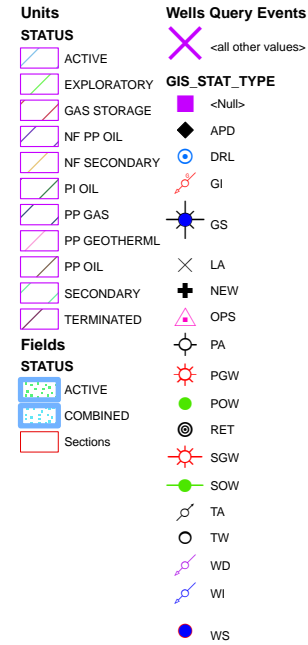 Units
STATUS
ACTIVE
EXPLORATORY
GAS STORAGE
NF PP OIL
NF SECONDARY
PI OIL
PP GAS
PP GEOTHERML
PP OIL
SECONDARY
TERMINATED
Fields
STATUS
ACTIVE
COMBINED
Sections
Wells Query Events
<all other values>
GIS_STAT_TYPE
<Null>
APD
DRL
GI
GS
LA
NEW
OPS
PA
PGW
POW
RET
SGW
SOW
TA
TW
WD
WI
WS